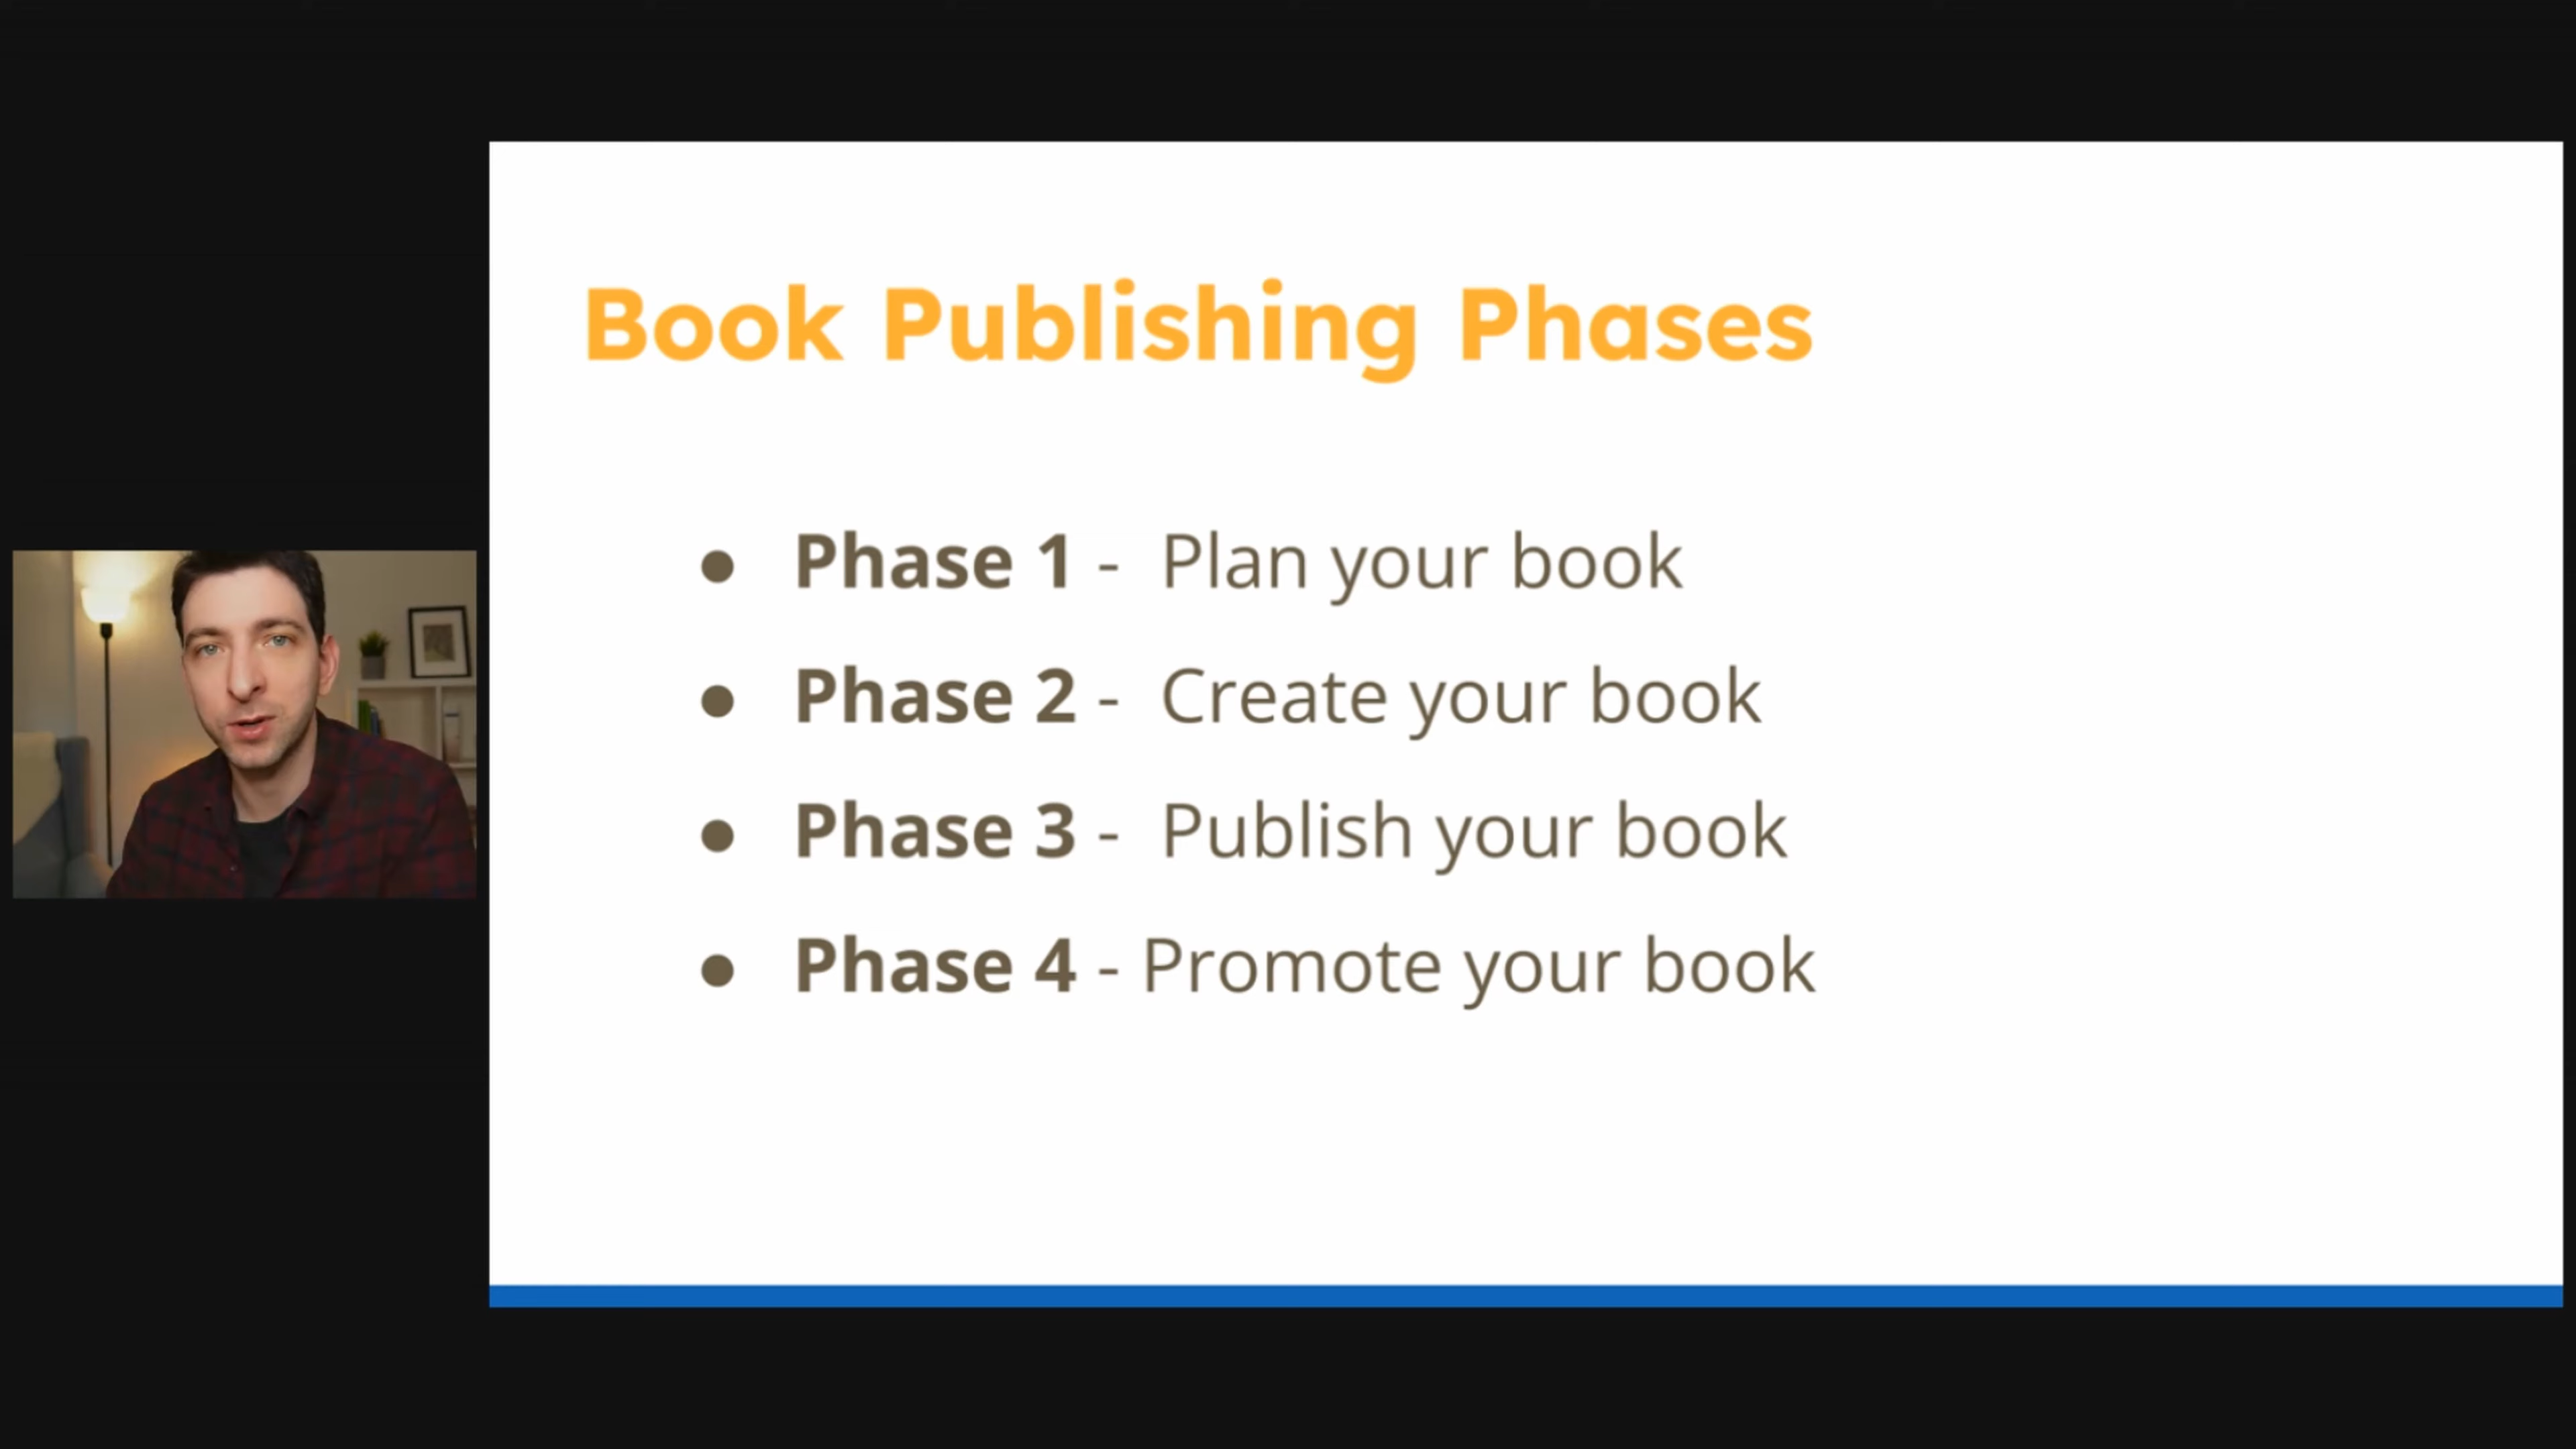 Book Publishing Phases
● Phase 1 - Plan your book
● Phase 2 - Create your book
● Phase 3 - Publish your book
● Phase 4 - Promote your book